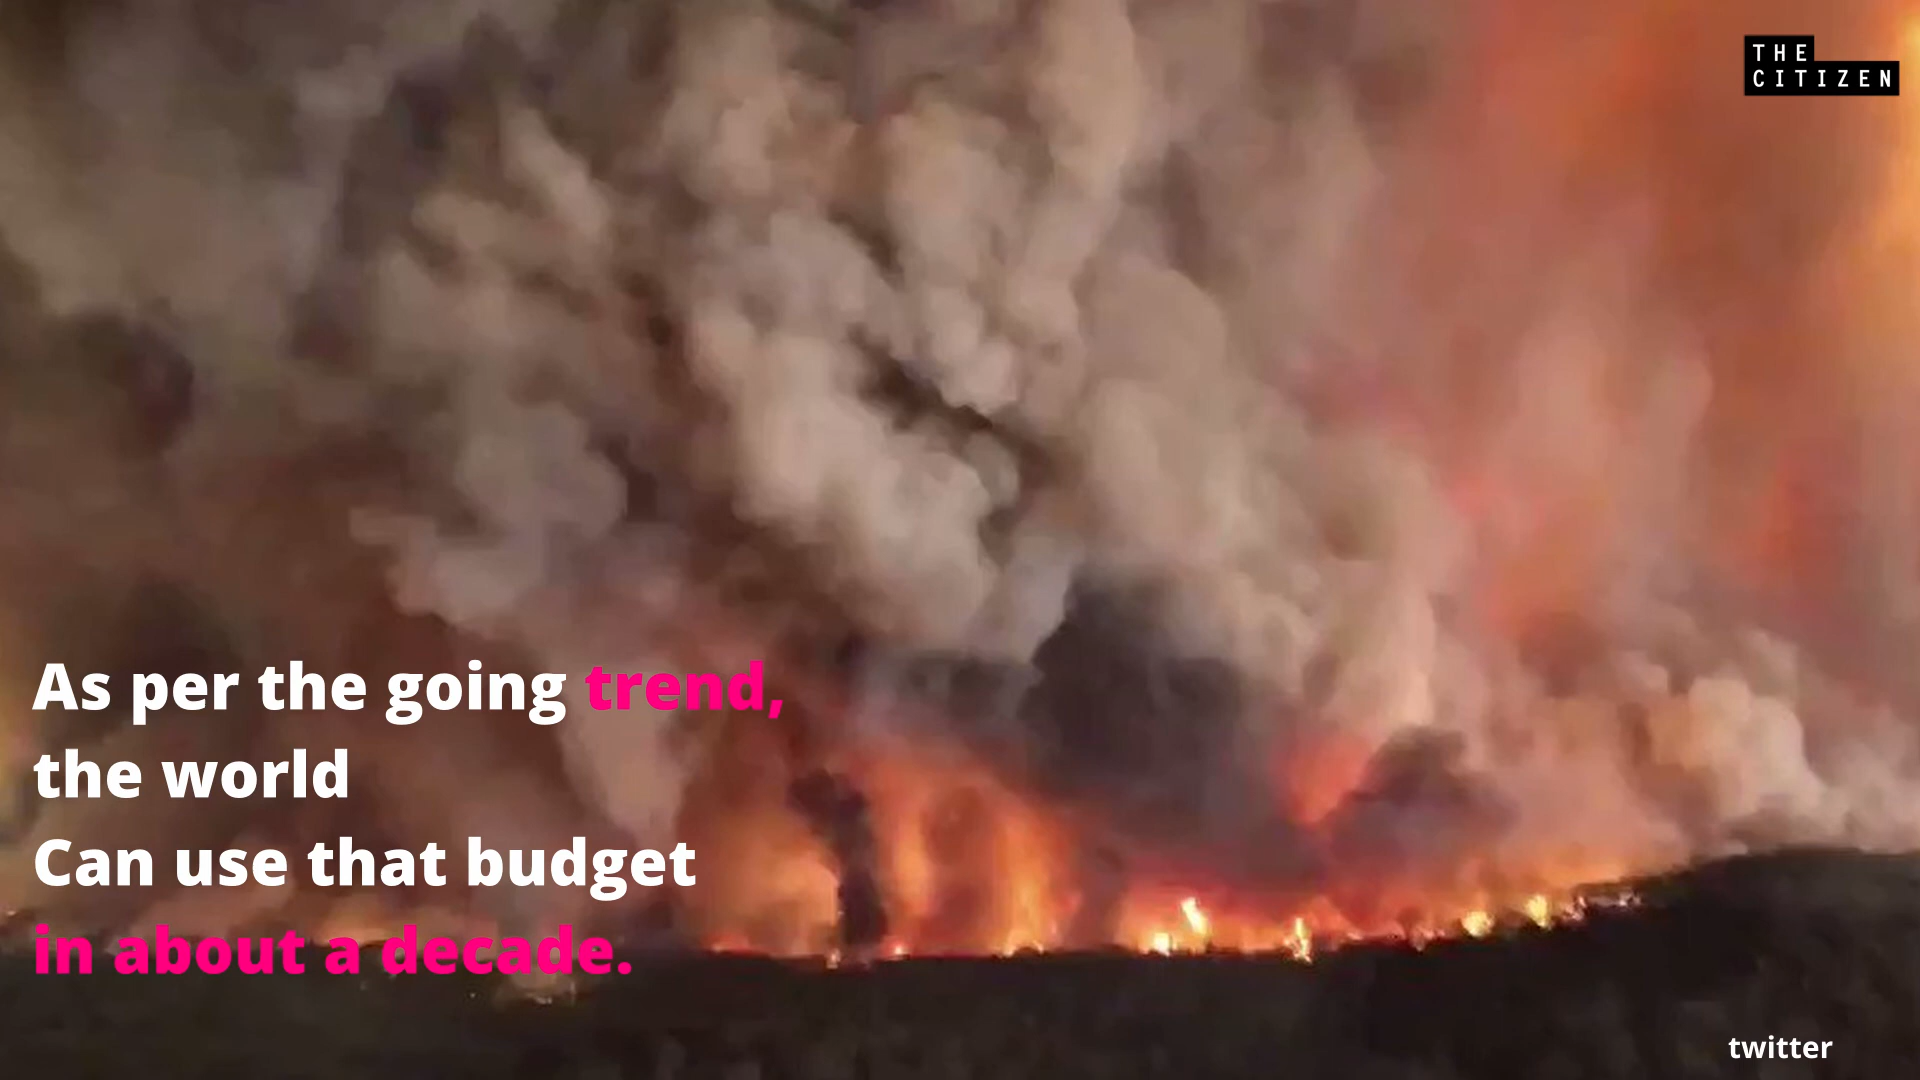 THE
CITIZEN
As per the going trend,
the world
Can use that budget
in about a decade.
twitter